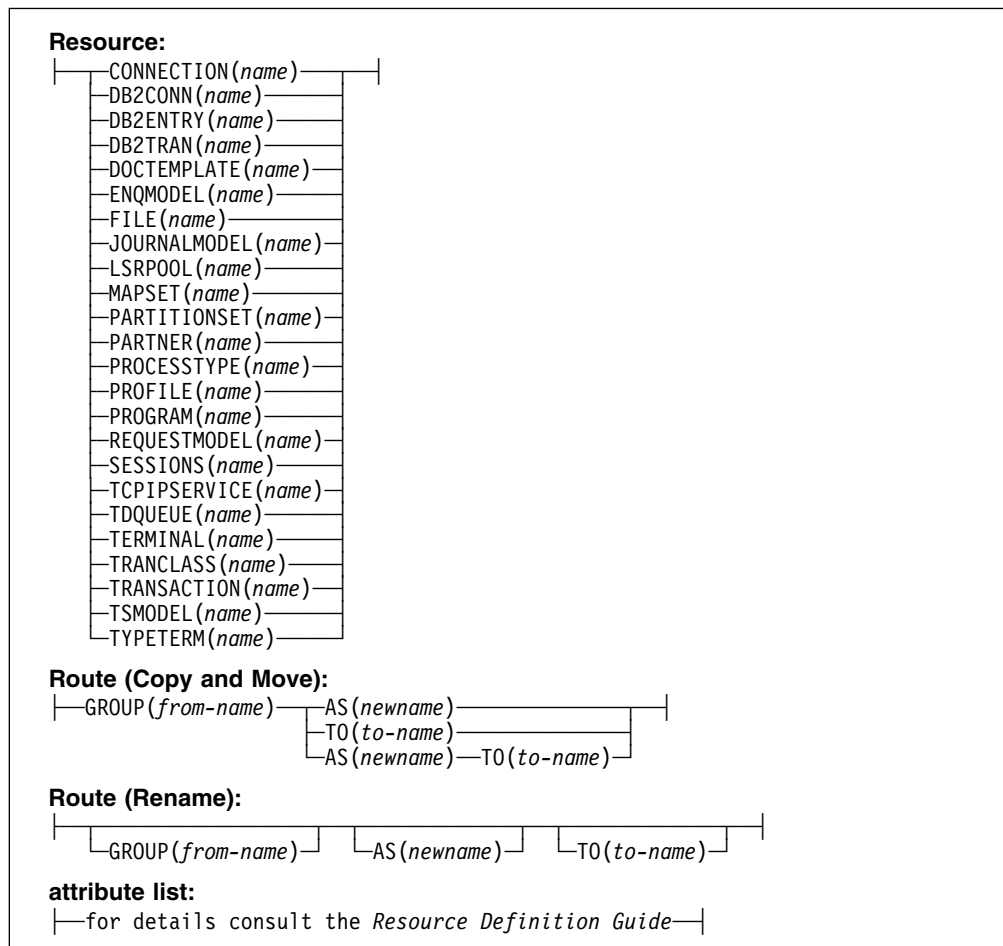 Resource:
CONNECTION(name)
DB2CONN(name)
DB2ENTRY(name)
DB2TRAN(name)
DOCTEMPLATE(name)
ENQMODEL(name)
FILE(name)
JOURNALMODEL(name)
LSRPOOL(name)
MAPSET(name)
PARTITIONSET(name)
PARTNER(name)
PROCESSTYPE(name)
PROFILE(name)
PROGRAM(name)
REQUESTMODEL(name)
SESSIONS(name)
TCPIPSERVICE(name)
TDQUEUE(name)
TERMINAL(name)
TRANCLASS(name)
TRANSACTION(name)
TSMODEL(name)
TYPETERM(name)
Route (Copy and Move):
GROUP(from-name) AS(newname)
TO(to-name)
AS(newname) TO(to-name)
Route (Rename):
GROUP(from-name) AS(newname) TO(to-name)
attribute list:
for details consult the Resource Definition Guide